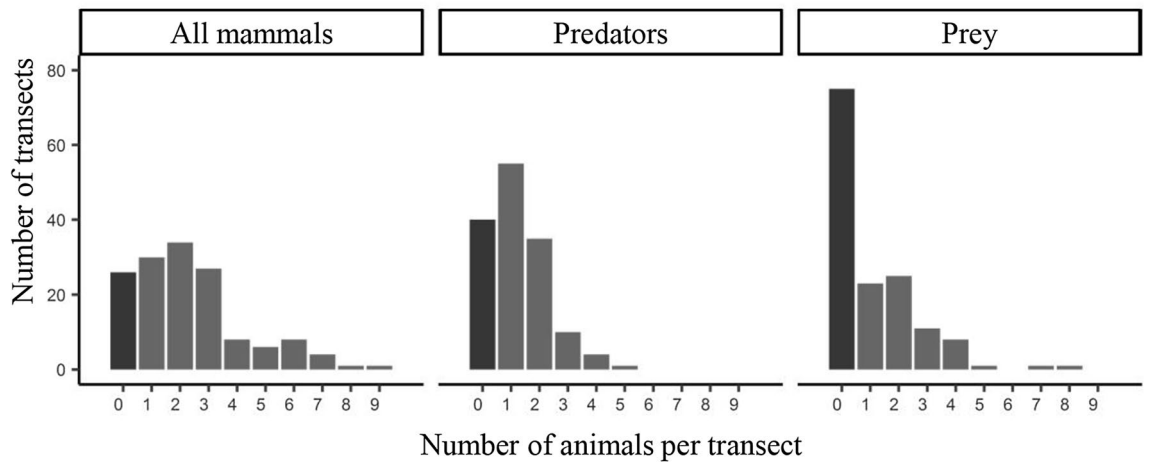 All mammals Predators Prey
Number of transects
80
60
40
20
0
0 1 2 3 4 5 6 7 8 9 0 1 2 3 4 5 6 7 8 9 0 1 2 3 4 5 6 7 8 9
Number of animals per transect